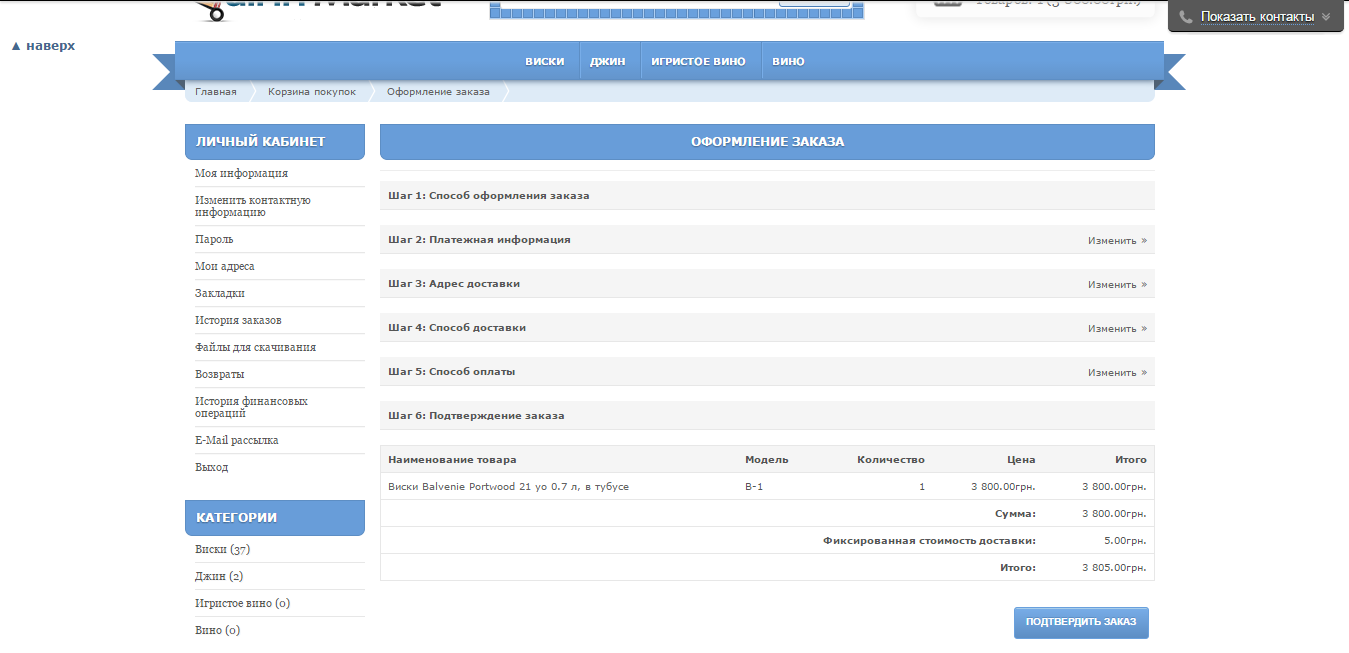 Показать контакты
▲ наверх
ВИСКИ ДЖИН ИГРИСТОЕ ВИНО ВИНО
Главная Корзина покупок Оформление заказа
ЛИЧНЫЙ КАБИНЕТ
Моя информация
Изменить контактную
информацию
Пароль
Мои адреса
Закладки
История заказов
Файлы для скачивания
Возвраты
История финансовых
операций
E-Mail рассылка
Выход
КАТЕГОРИИ
Виски (37)
Джин (2)
Игристое вино (0)
Вино (0)
ОФОРМЛЕНИЕ ЗАКАЗА
Шаг 1: Способ оформления заказа
Шаг 2: Платежная информация Изменить »
Шаг 3: Адрес доставки Изменить »
Шаг 4: Способ доставки Изменить »
Шаг 5: Способ оплаты Изменить »
Шаг 6: Подтверждение заказа
Наименование товара Модель Количество Цена Итого
Виски Balvenie Portwood 21 yo 0.7 л, в тубусе В-1 1 3 800.00грн. 3 800.00грн.
Сумма: 3 800.00грн.
Фиксированная стоимость доставки: 5.00грн.
Итого: 3 805.00грн.
ПОДТВЕРДИТЬ ЗАКАЗ